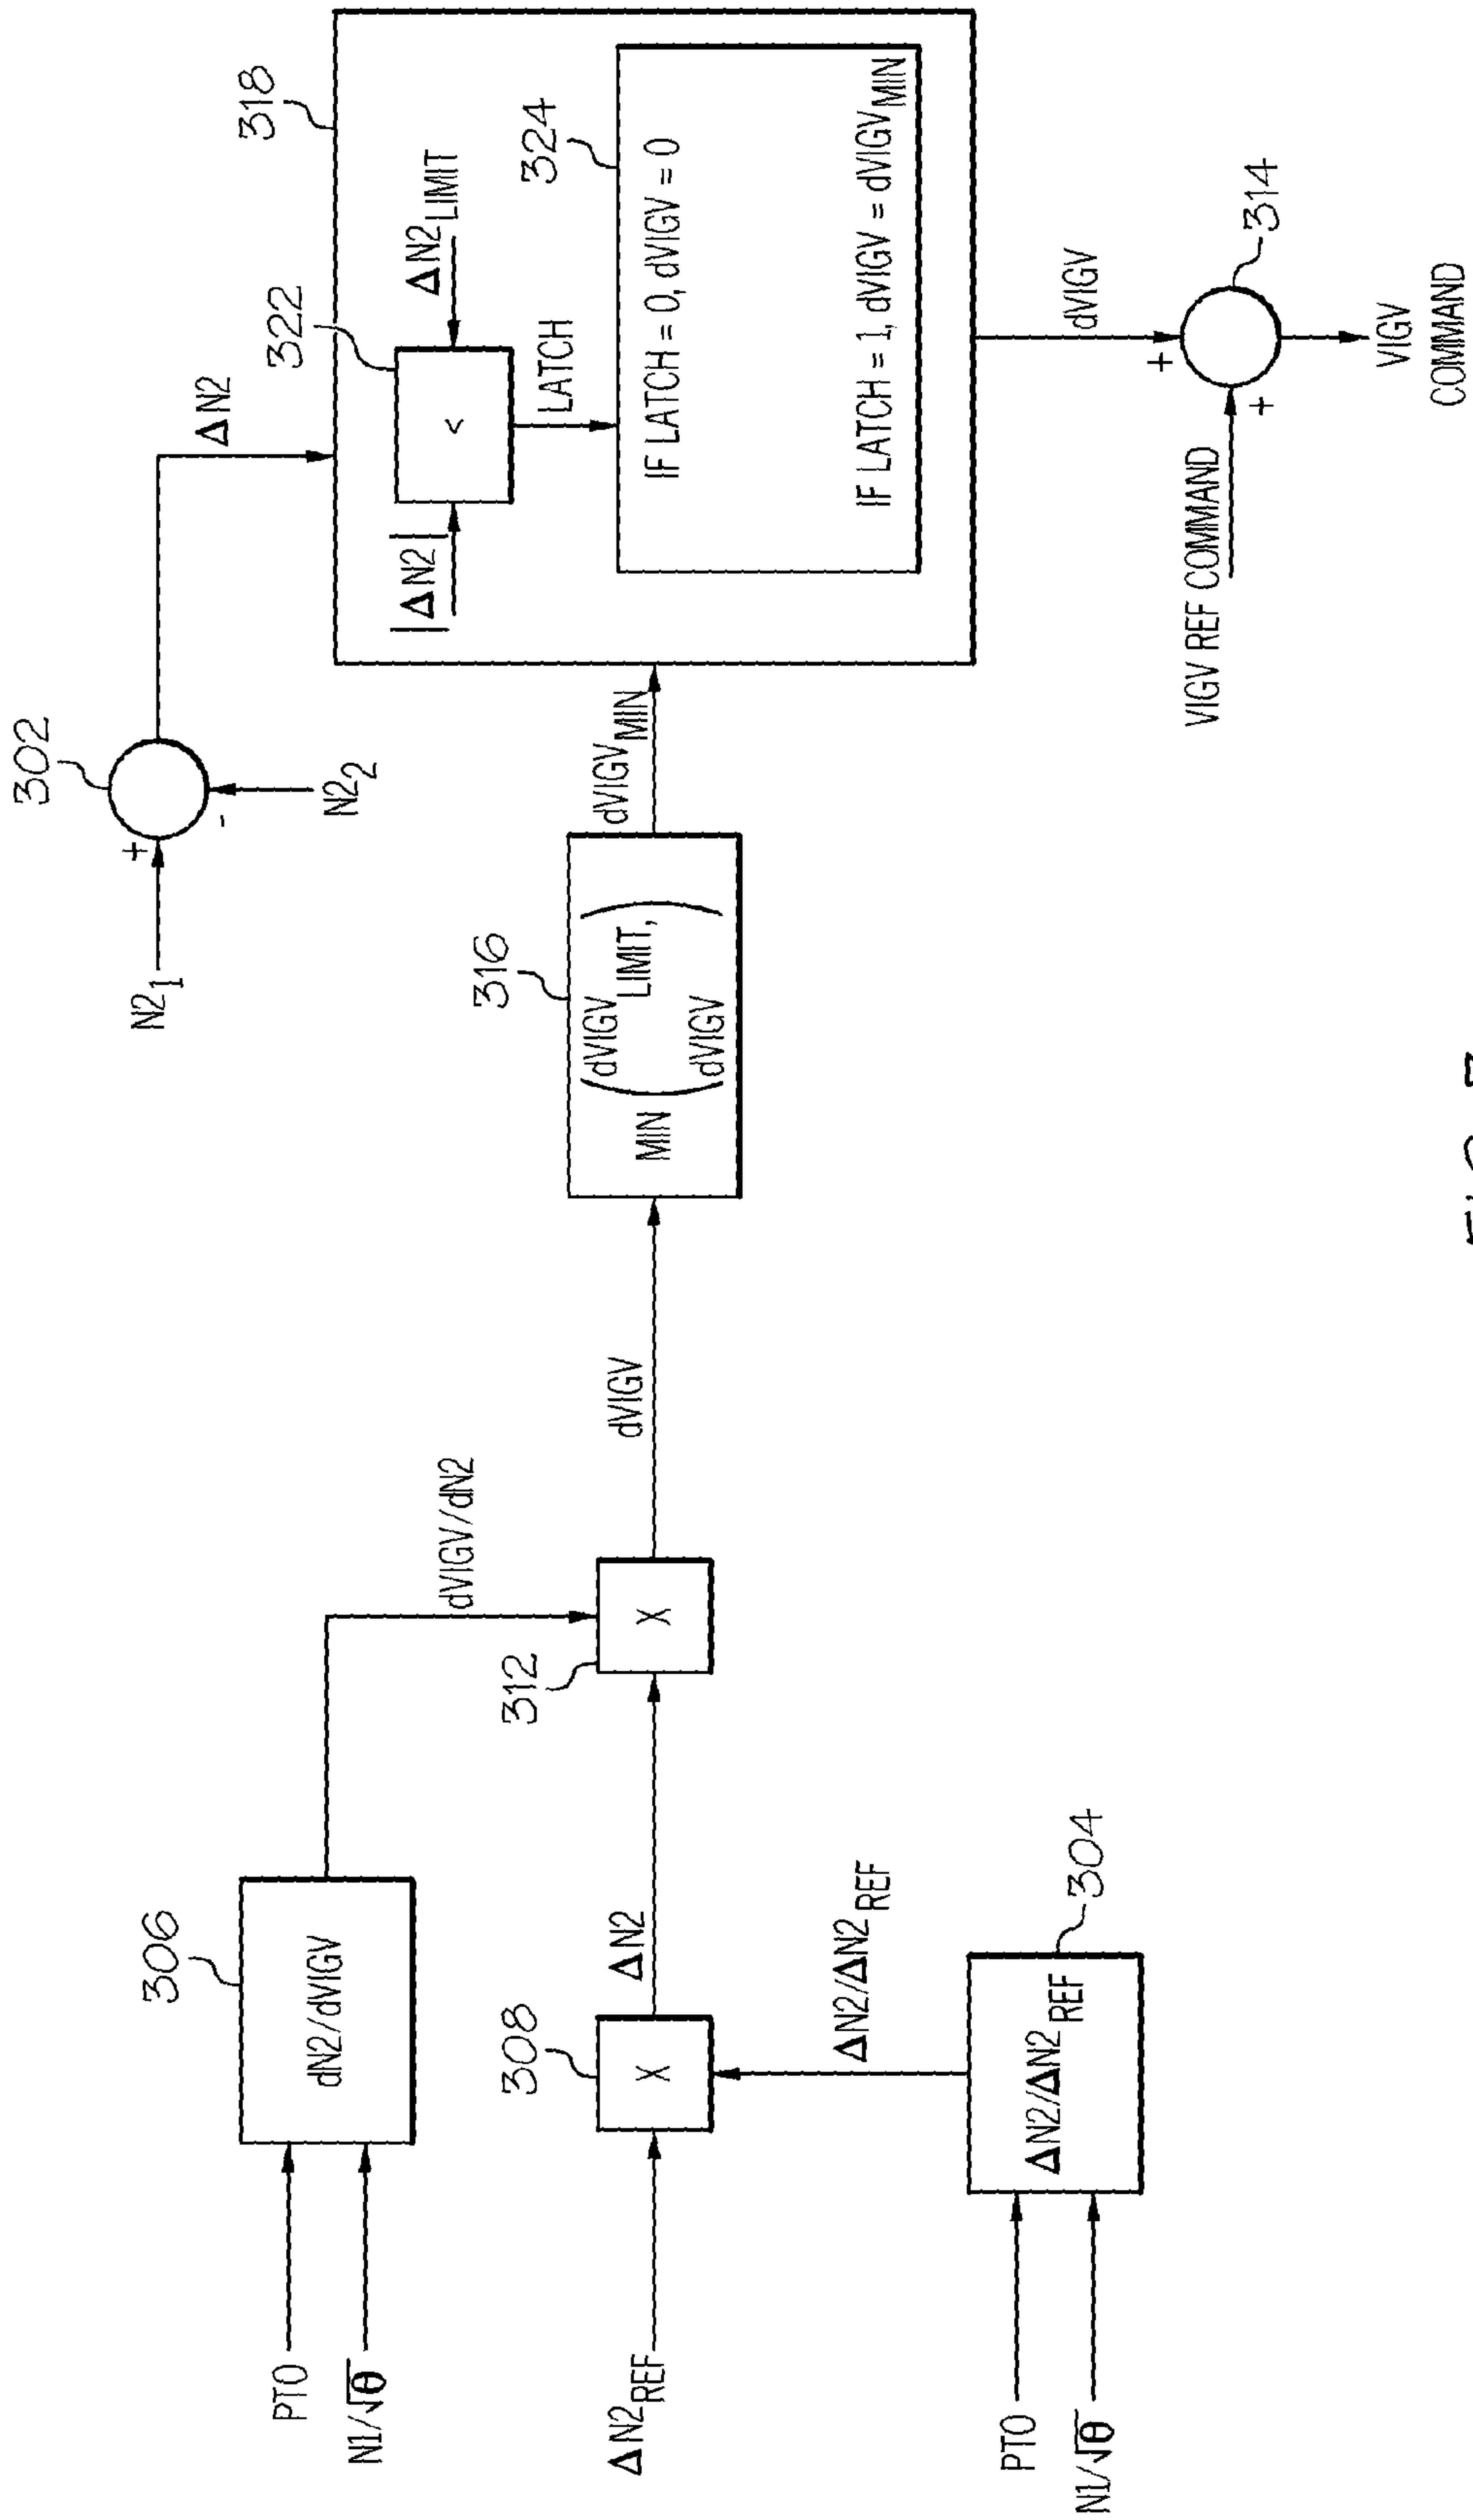 302
N2₁
+
-
N2₂
ΔN2
318
322
|ΔN2|
<
ΔN2LIMIT
LATCH
324
IF LATCH = 0, dVIGV = 0
IF LATCH = 1, dVIGV = dVIGVMIN
306
PTO
N1/√θ
dN2/dVIGV
dVIGV/dN2
308
ΔN2REF
X
ΔN2
312
X
dVIGV
316
MIN
(dVIGVLIMIT,
dVIGV)
dVIGVMIN
PTO
N1/√θ
ΔN2/ΔN2REF
304
ΔN2/ΔN2REF
dVIGV
+
VIGV REF COMMAND
+
314
VIGV
COMMAND